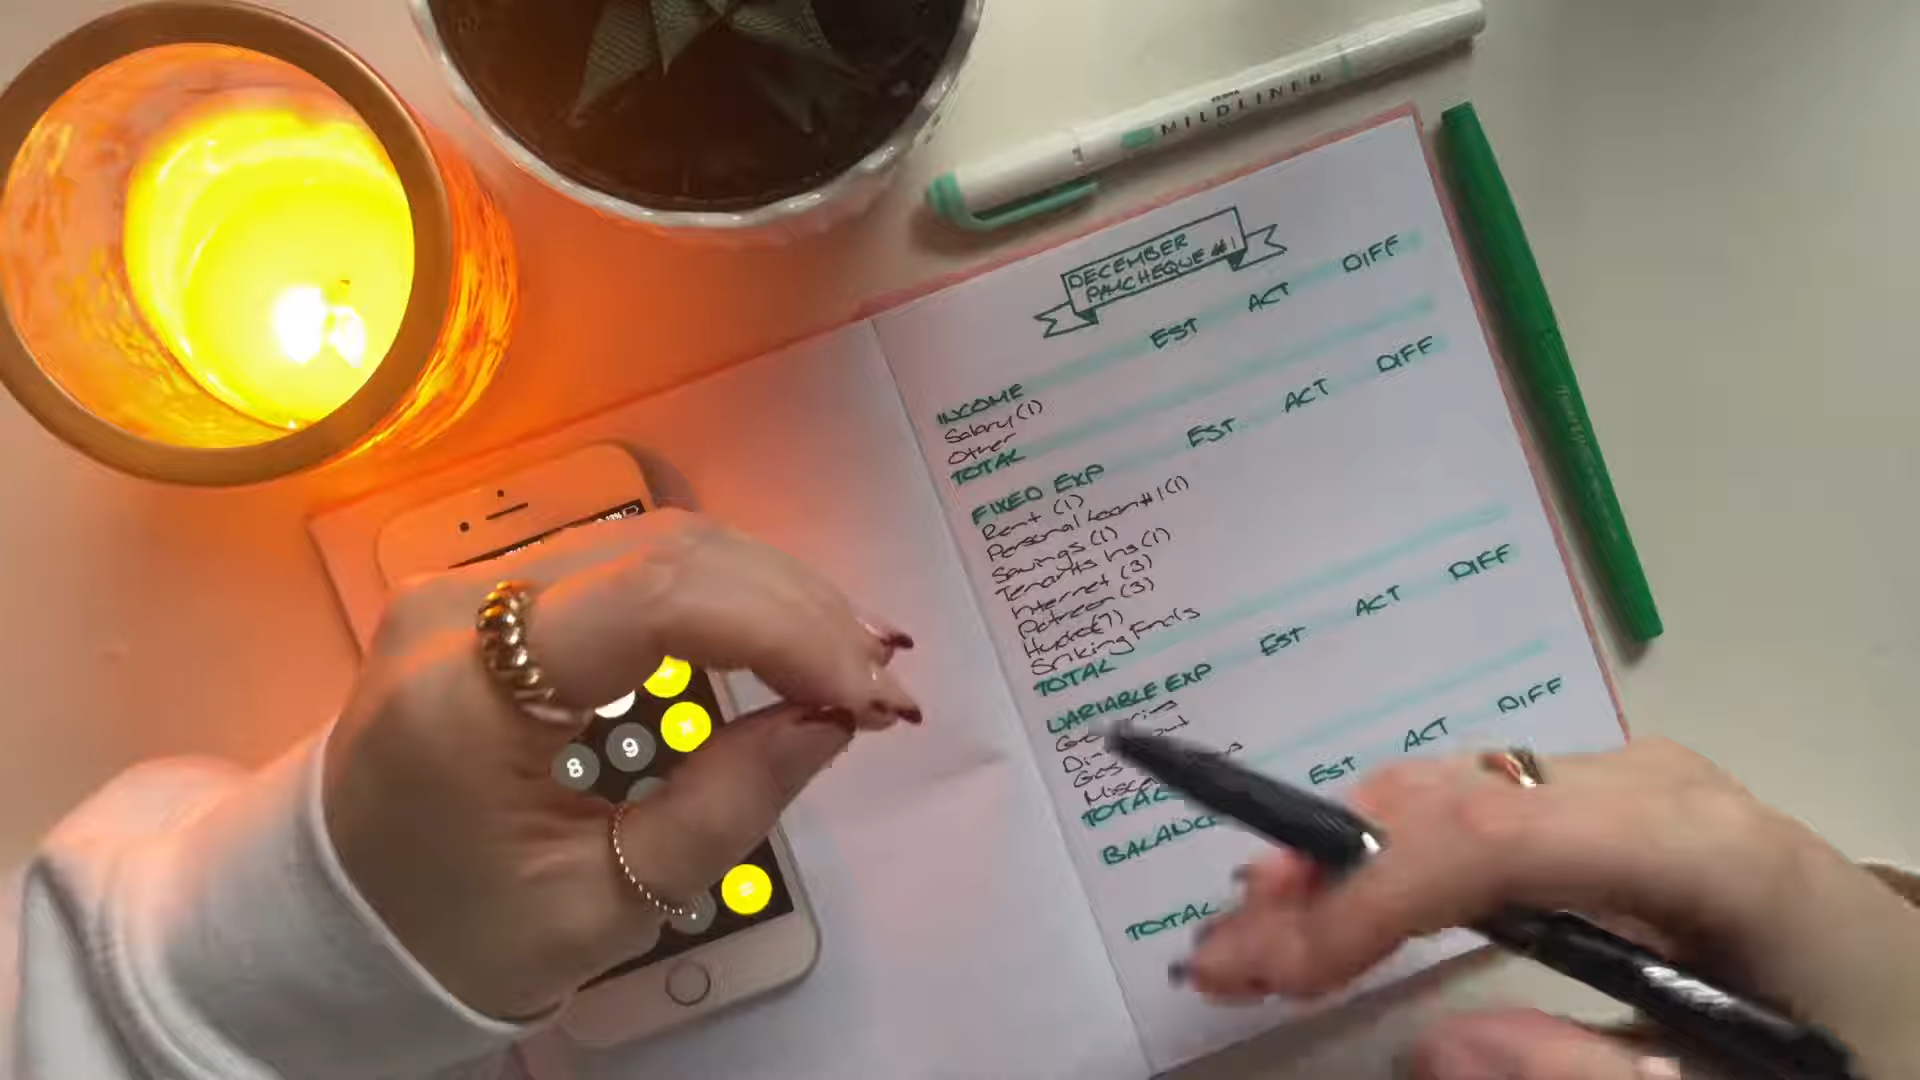 ZEBRA
MILDLINER
DECEMBER
PAYCHEQUE #1
INCOME EST ACT DIFF
Salary (1)
Other
TOTAL
FIXED EXP EST ACT DIFF
Rent (1)
Personal Loan #1 (1)
Savings (1)
Tenants Ins (1)
Internet (3)
Patreon (3)
Hydro (7)
Sinking Funds
TOTAL
VARIABLE EXP EST ACT DIFF
TOTAL
BALANCE EST ACT DIFF
TOTAL
8
9